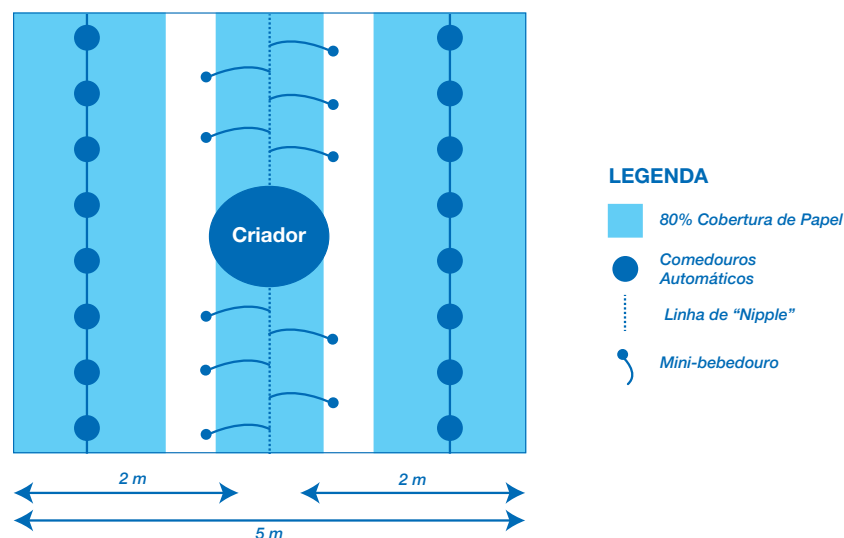 Criador
2 m
2 m
5 m
LEGENDA
80% Cobertura de Papel
Comedouros
Automáticos
Linha de “Nipple”
Mini-bebedouro